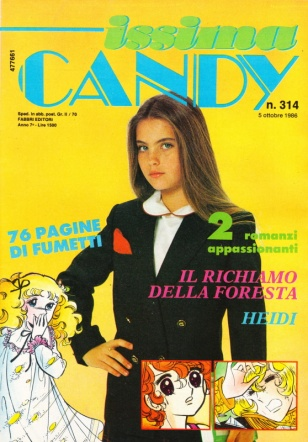 issima
CANDY
477661
Sped. in abb. post. Gr. II / 70
FABBRI EDITORI
Anno 7° - Lire 1500
n. 314
5 ottobre 1986
76 PAGINE
DI FUMETTI
2 romanzi
appassionanti
IL RICHIAMO
DELLA FORESTA
HEIDI